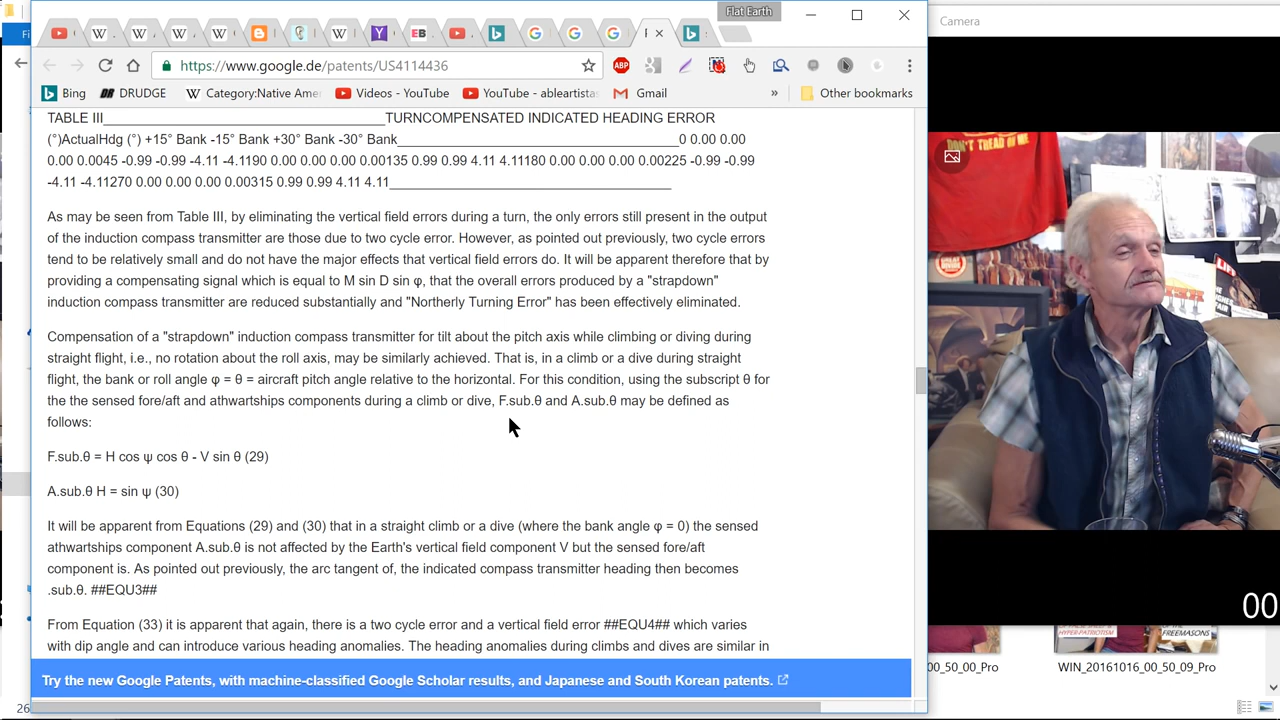 Flat Earth
Camera
https://www.google.de/patents/US4114436
Bing DRUDGE Category:Native Amer Videos - YouTube YouTube - ableartista Gmail » Other bookmarks
TABLE III TURNCOMPENSATED INDICATED HEADING ERROR
(°)ActualHdg (°) +15° Bank -15° Bank +30° Bank -30° Bank 0 0.00 0.00
0.00 0.0045 -0.99 -0.99 -4.11 -4.1190 0.00 0.00 0.00 0.00135 0.99 0.99 4.11 4.11180 0.00 0.00 0.00 0.00225 -0.99 -0.99
-4.11 -4.11270 0.00 0.00 0.00 0.00315 0.99 0.99 4.11 4.11
As may be seen from Table III, by eliminating the vertical field errors during a turn, the only errors still present in the output
of the induction compass transmitter are those due to two cycle error. However, as pointed out previously, two cycle errors
tend to be relatively small and do not have the major effects that vertical field errors do. It will be apparent therefore that by
providing a compensating signal which is equal to M sin D sin φ, that the overall errors produced by a "strapdown"
induction compass transmitter are reduced substantially and "Northerly Turning Error" has been effectively eliminated.
Compensation of a "strapdown" induction compass transmitter for tilt about the pitch axis while climbing or diving during
straight flight, i.e., no rotation about the roll axis, may be similarly achieved. That is, in a climb or a dive during straight
flight, the bank or roll angle φ = θ = aircraft pitch angle relative to the horizontal. For this condition, using the subscript θ for
the the sensed fore/aft and athwartships components during a climb or dive, F.sub.θ and A.sub.θ may be defined as
follows:
F.sub.θ = H cos ψ cos θ - V sin θ (29)
A.sub.θ H = sin ψ (30)
It will be apparent from Equations (29) and (30) that in a straight climb or a dive (where the bank angle φ = 0) the sensed
athwartships component A.sub.θ is not affected by the Earth's vertical field component V but the sensed fore/aft
component is. As pointed out previously, the arc tangent of, the indicated compass transmitter heading then becomes
.sub.θ. ##EQU3##
From Equation (33) it is apparent that again, there is a two cycle error and a vertical field error ##EQU4## which varies
with dip angle and can introduce various heading anomalies. The heading anomalies during climbs and dives are similar in
Try the new Google Patents, with machine-classified Google Scholar results, and Japanese and South Korean patents.
DON'T TREAD OF ME
00
HYPER-PATRIOTISM
OF THE FREEMASONS
00_50_00_Pro
WIN_20161016_00_50_09_Pro
26